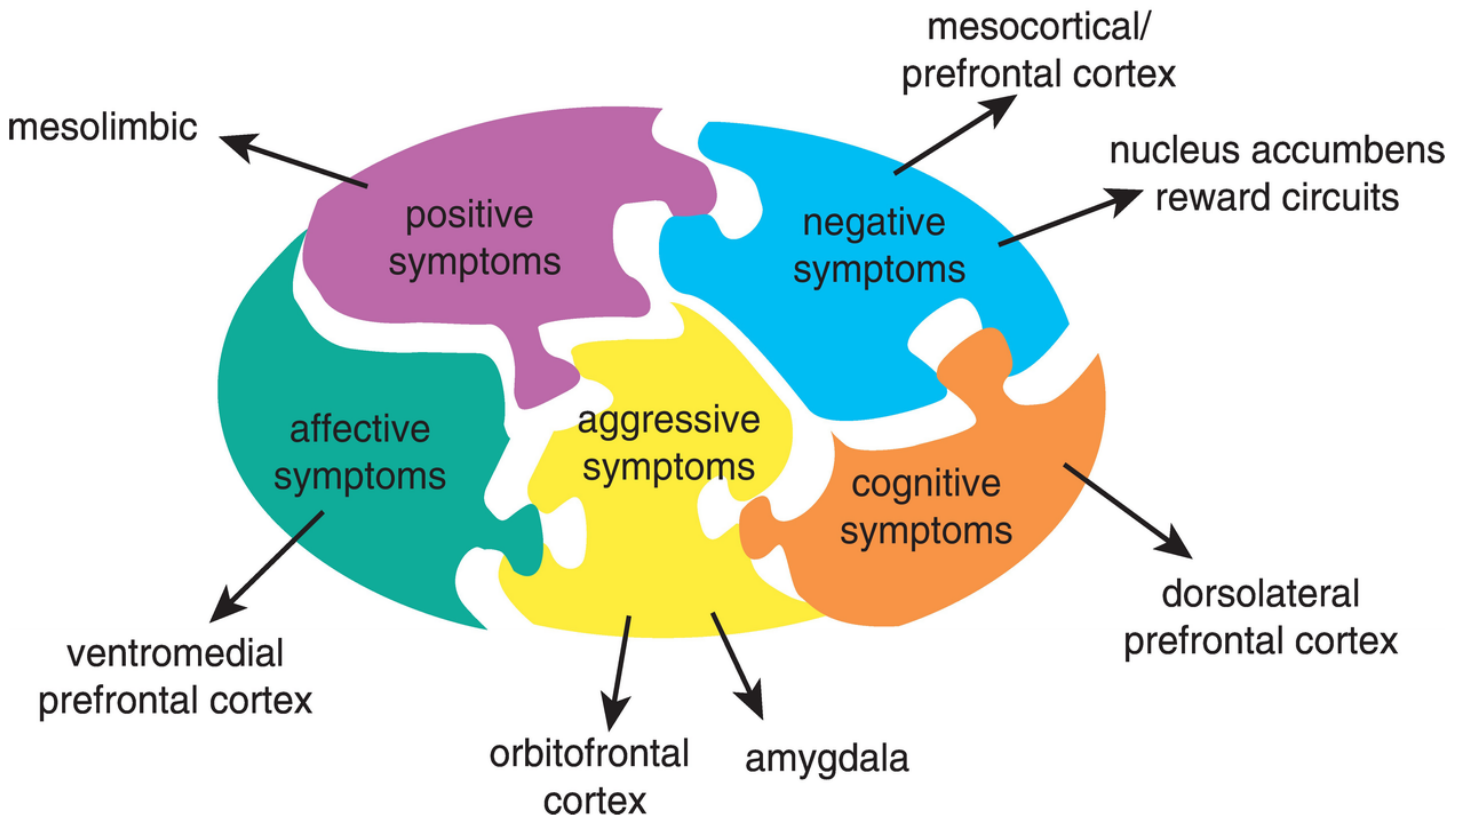 mesocortical/
prefrontal cortex
mesolimbic
nucleus accumbens
reward circuits
positive
symptoms
negative
symptoms
affective
symptoms
aggressive
symptoms
cognitive
symptoms
dorsolateral
prefrontal cortex
ventromedial
prefrontal cortex
orbitofrontal
cortex
amygdala